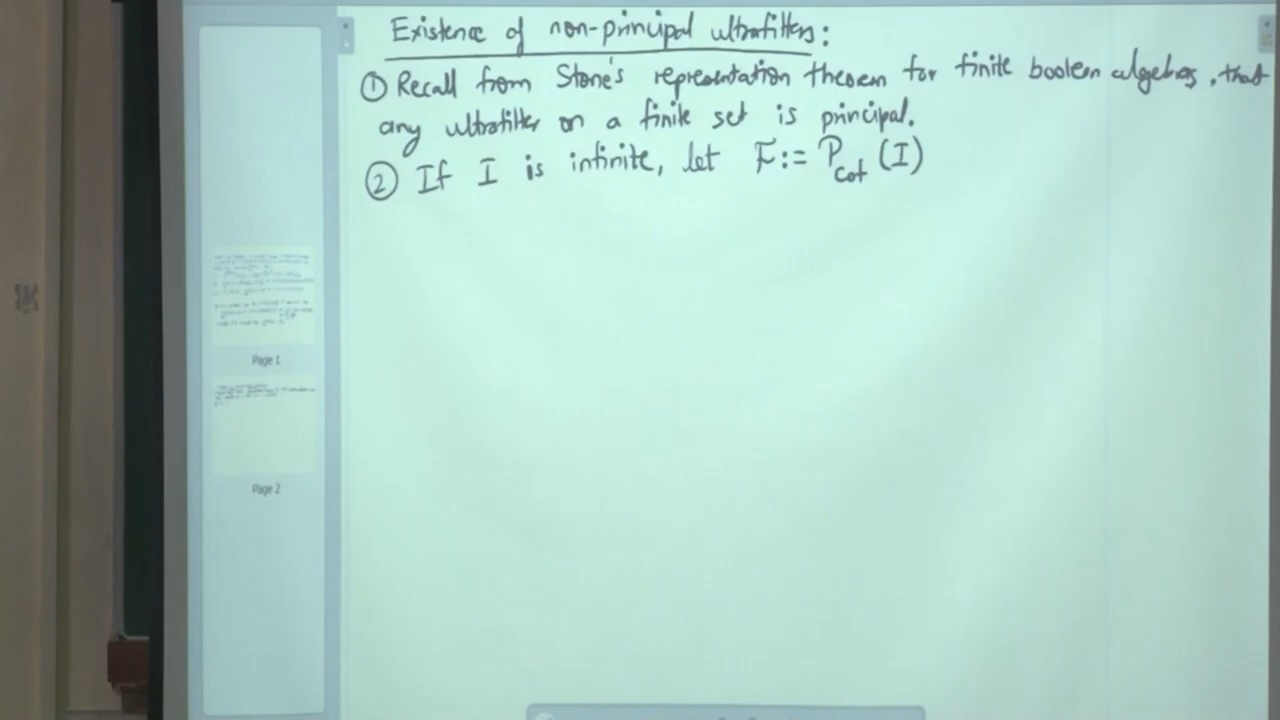 Existence of non-principal ultrafilters:
① Recall from Stone's representation theorem for finite boolean algebras, that
any ultrafilter on a finite set is principal.
② If I is infinite, let F := P_cof (I)
Page 1
Page 2